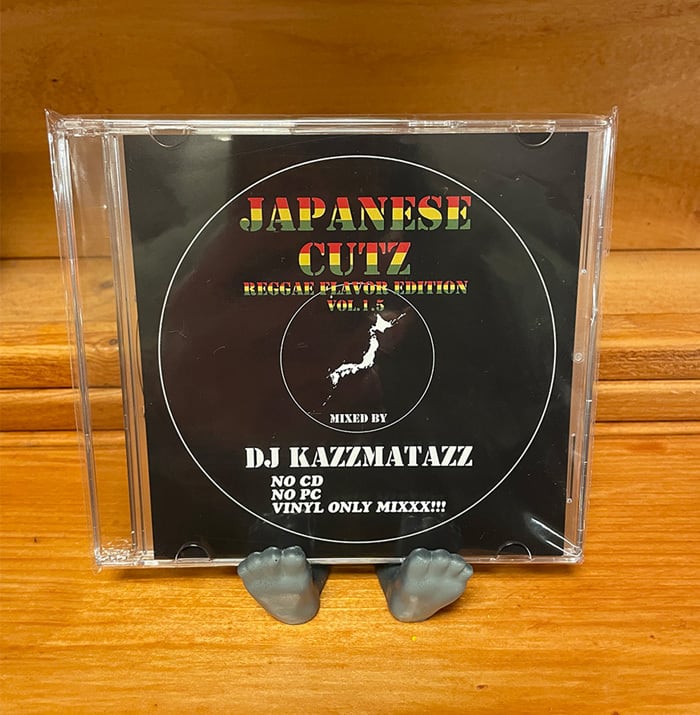 JAPANESE
CUTZ
REGGAE FLAVOR EDITION
VOL.1.5
MIXED BY
DJ KAZZMATAZZ
NO CD
NO PC
VINYL ONLY MIXXX!!!